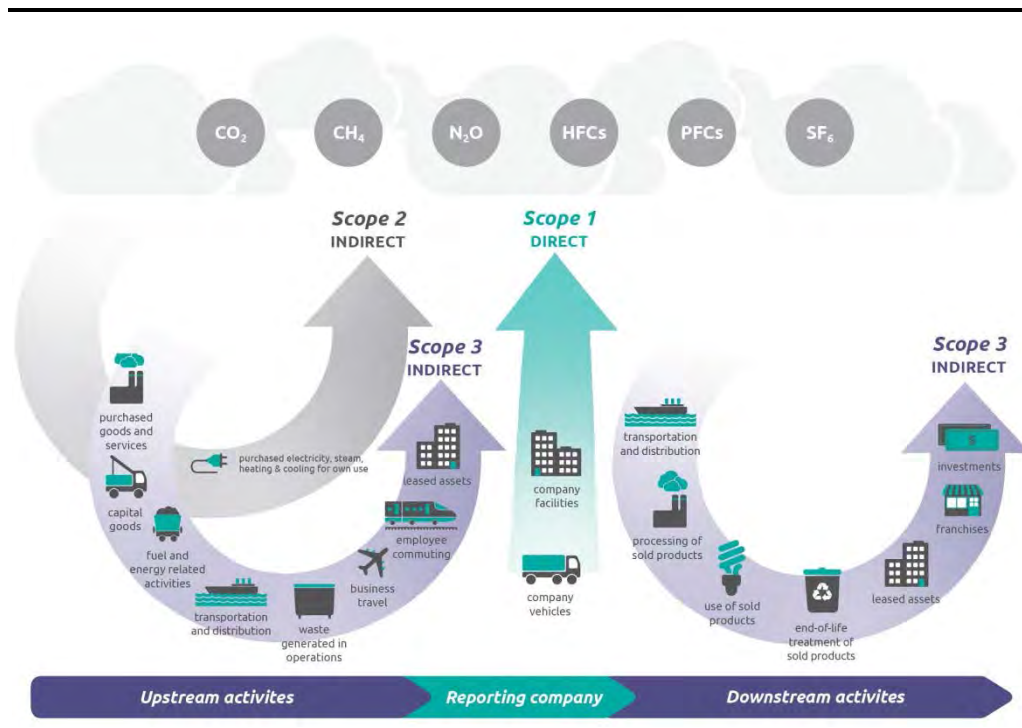 CO₂
CH₄
N₂O
HFCs
PFCs
SF₆
Scope 2
INDIRECT
Scope 1
DIRECT
Scope 3
INDIRECT
Scope 3
INDIRECT
purchased
goods and
services
capital
goods
fuel and
energy related
activities
purchased electricity, steam,
heating & cooling for own use
transportation
and distribution
waste
generated in
operations
business
travel
employee
commuting
leased assets
company
facilities
company
vehicles
transportation
and distribution
processing of
sold products
use of sold
products
end-of-life
treatment of
sold products
leased assets
franchises
$
investments
Upstream activites
Reporting company
Downstream activites